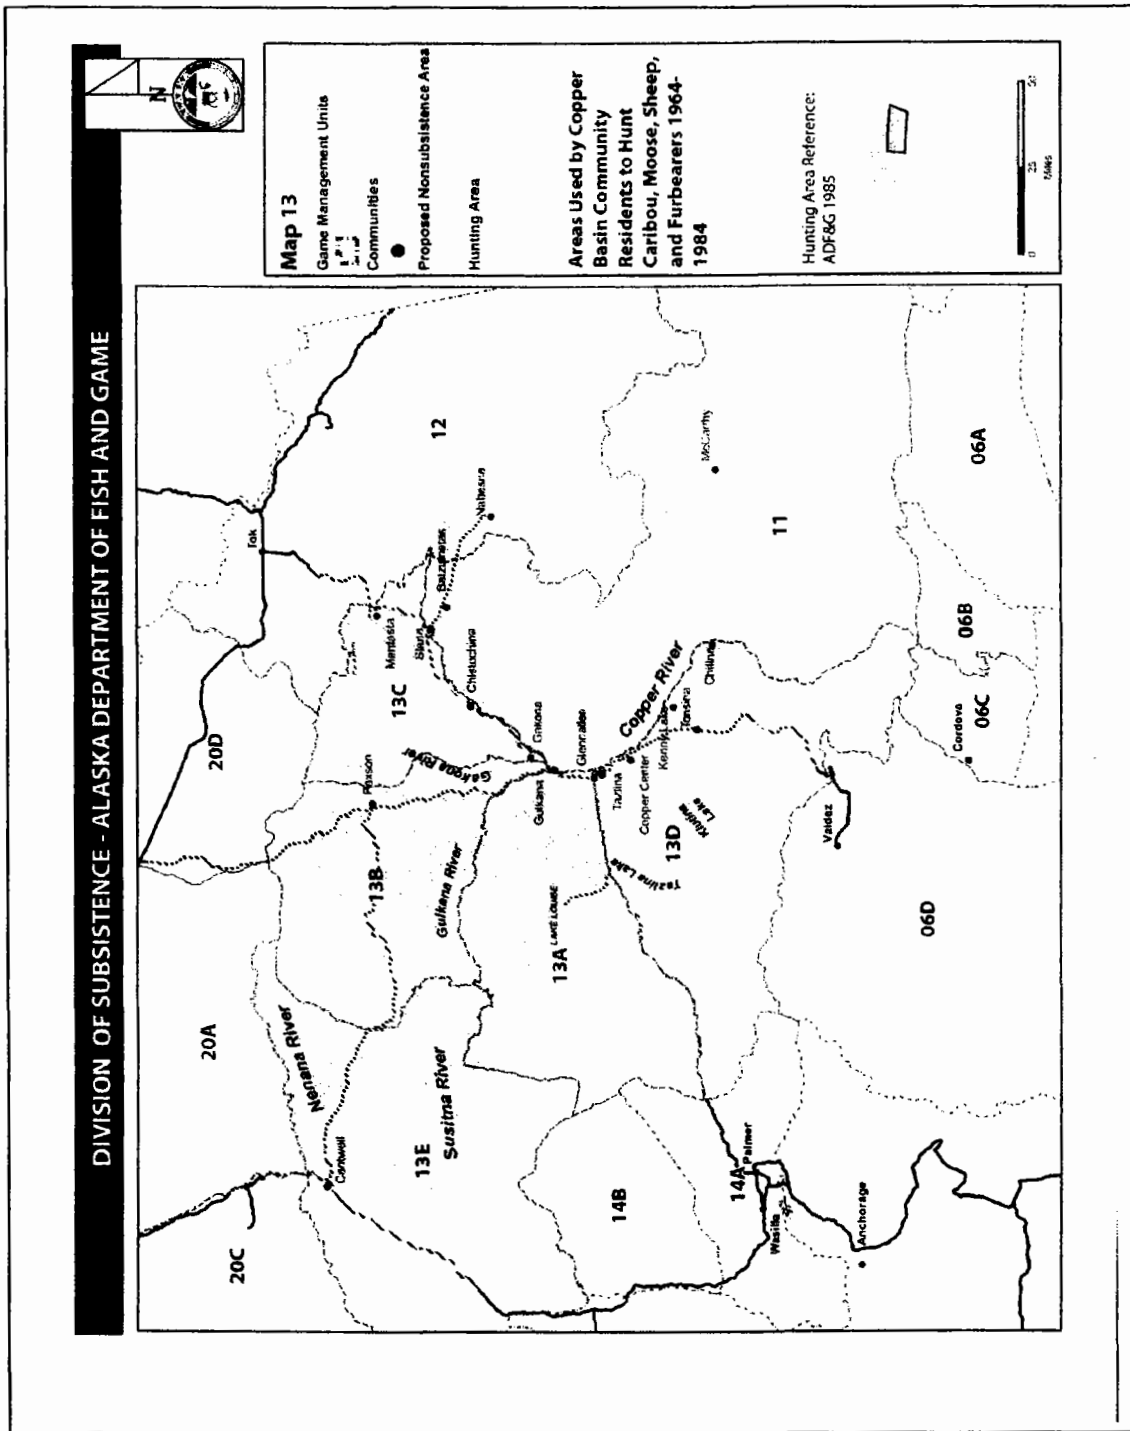 DIVISION OF SUBSISTENCE - ALASKA DEPARTMENT OF FISH AND GAME
N
Map 13
Game Management Units
Communities
Proposed Nonsubsistence Area
Hunting Area
Areas Used by Copper
Basin Community
Residents to Hunt
Caribou, Moose, Sheep,
and Furbearers 1964-
1984
Hunting Area Reference:
ADF&G 1985
0 25 50
Miles
20C
20A
20D
Tok
12
Nenana River
Cantwell
13E
Susitna River
13B
Paxson
Gulkana River
Gakona River
13C
Mentasta
Slana
Batzulnetas
Nabesna
Chistochina
Gakona
Gulkana
13A
LAKE LOUISE
Glennallen
Tazlina
Copper Center
Copper River
Kenny Lake
Tonsina
Chitina
McCarthy
11
Tazlina Lake
13D
Klutina
Lake
14B
14A
Palmer
Wasilla
Anchorage
Valdez
06D
Cordova
06C
06B
06A